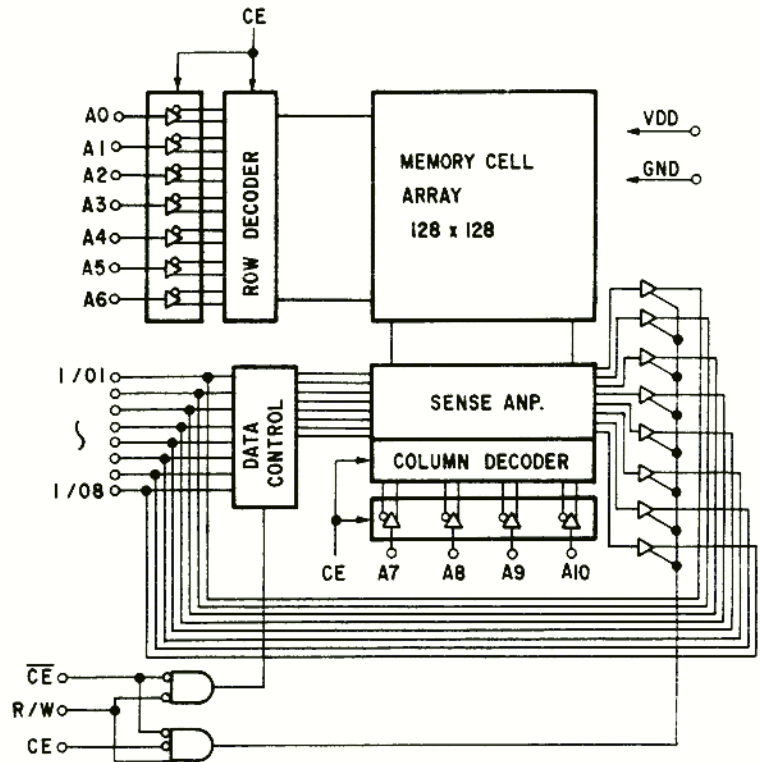 CE
A0
A1
A2
A3
A4
A5
A6
ROW DECODER
MEMORY CELL
ARRAY
128 x 128
VDD
GND
I/O1
I/O8
DATA
CONTROL
SENSE ANP.
COLUMN DECODER
CE
A7
A8
A9
A10
CE
R/W
CE